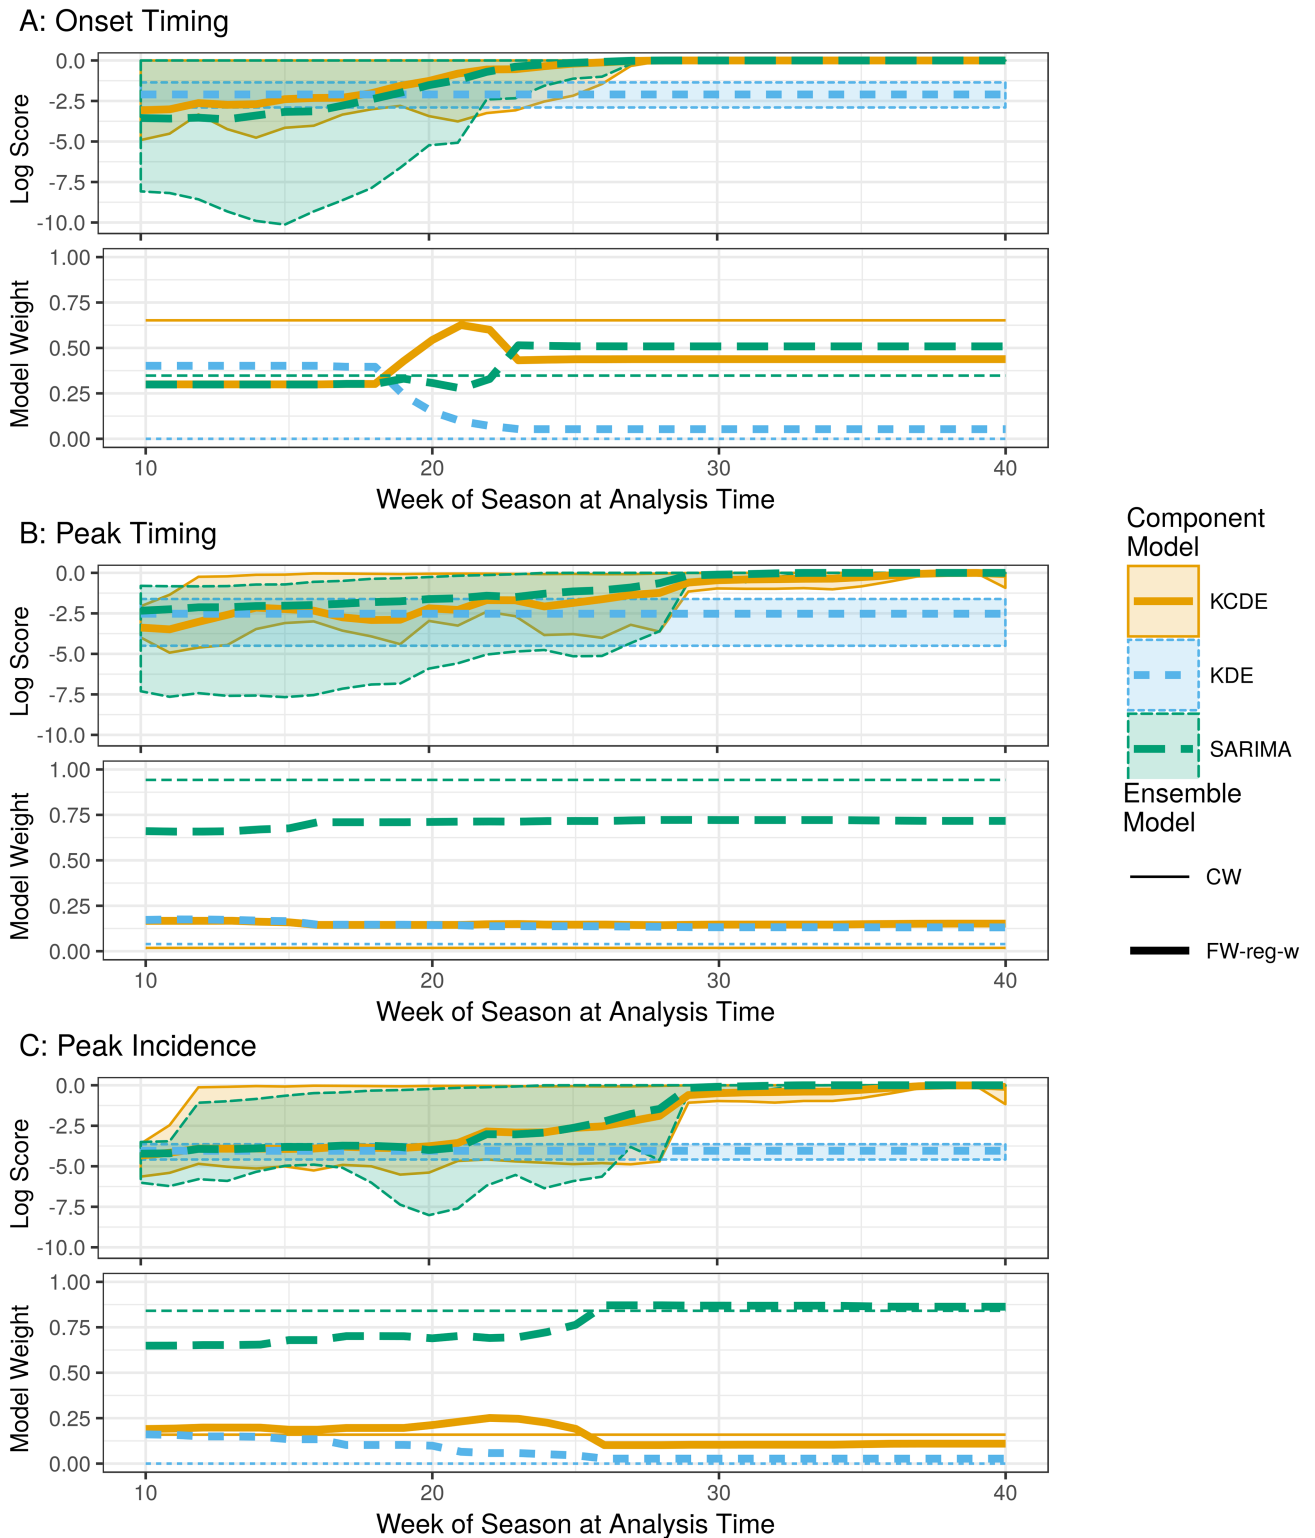 A: Onset Timing
0.0
-2.5
-5.0
-7.5
-10.0
Log Score
1.00
0.75
0.50
0.25
0.00
Model Weight
10
20
30
40
Week of Season at Analysis Time
B: Peak Timing
0.0
-2.5
-5.0
-7.5
-10.0
Log Score
1.00
0.75
0.50
0.25
0.00
Model Weight
10
20
30
40
Week of Season at Analysis Time
C: Peak Incidence
0.0
-2.5
-5.0
-7.5
-10.0
Log Score
1.00
0.75
0.50
0.25
0.00
Model Weight
10
20
30
40
Week of Season at Analysis Time
Component
Model
KCDE
KDE
SARIMA
Ensemble
Model
CW
FW-reg-w